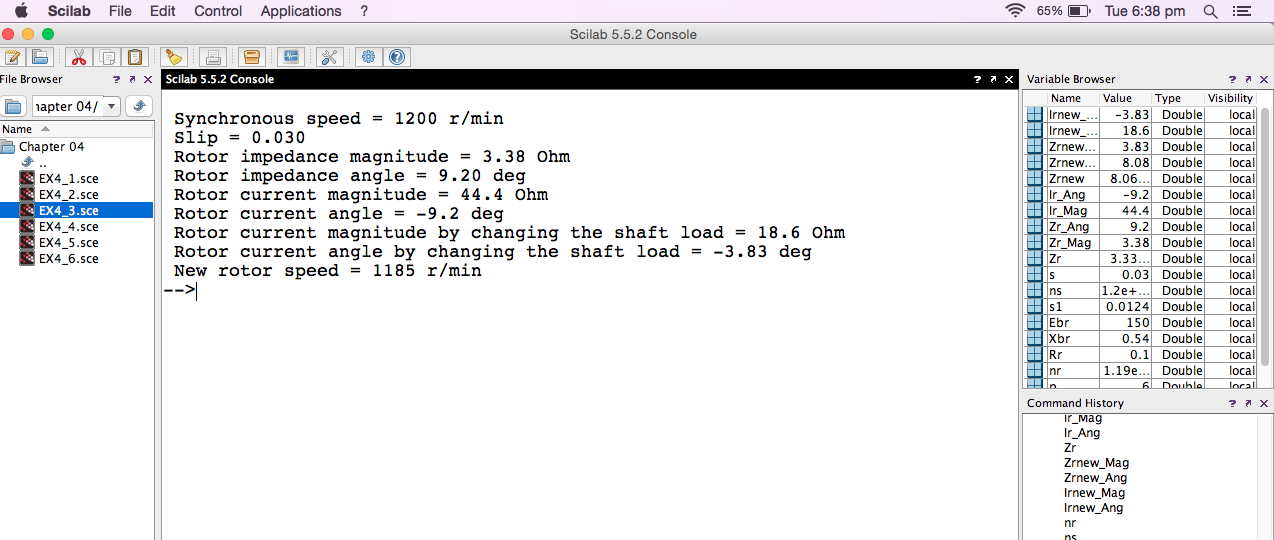 Scilab File Edit Control Applications ? 65% Tue 6:38 pm
Scilab 5.5.2 Console
File Browser ? ↗ ×
ɿapter 04/
Name
Chapter 04
..
EX4_1.sce
EX4_2.sce
EX4_3.sce
EX4_4.sce
EX4_5.sce
EX4_6.sce
Scilab 5.5.2 Console ? ↗ ×
Synchronous speed = 1200 r/min
Slip = 0.030
Rotor impedance magnitude = 3.38 Ohm
Rotor impedance angle = 9.20 deg
Rotor current magnitude = 44.4 Ohm
Rotor current angle = -9.2 deg
Rotor current magnitude by changing the shaft load = 18.6 Ohm
Rotor current angle by changing the shaft load = -3.83 deg
New rotor speed = 1185 r/min
-->
Variable Browser ? ↗ ×
Name Value Type Visibility
Irnew_... -3.83 Double local
Irnew_... 18.6 Double local
Zrnew... 3.83 Double local
Zrnew... 8.08 Double local
Zrnew 8.06... Double local
Ir_Ang -9.2 Double local
Ir_Mag 44.4 Double local
Zr_Ang 9.2 Double local
Zr_Mag 3.38 Double local
Zr 3.33... Double local
s 0.03 Double local
ns 1.2e+... Double local
s1 0.0124 Double local
Ebr 150 Double local
Xbr 0.54 Double local
Rr 0.1 Double local
nr 1.19e... Double local
p 6 Double local
Command History ? ↗ ×
Ir_Mag
Ir_Ang
Zr
Zrnew_Mag
Zrnew_Ang
Irnew_Mag
Irnew_Ang
nr
ns